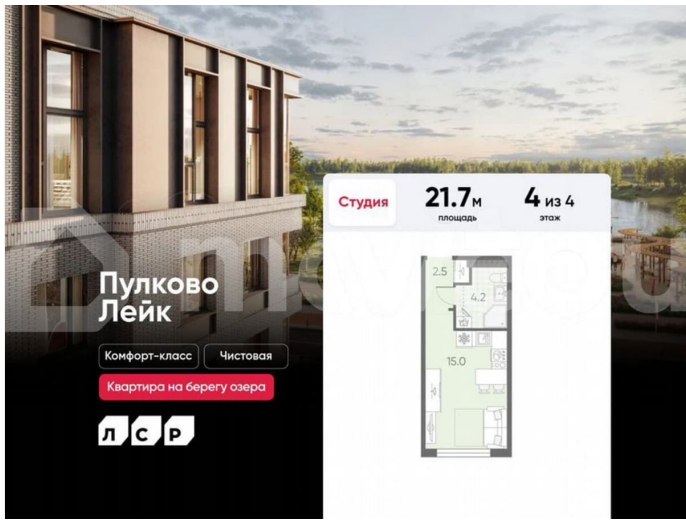 Студия
21.7 м
площадь
4 из 4
этаж
2.5
4.2
15.0
Пулково
Лейк
Комфорт-класс
Чистовая
Квартира на берегу озера
ЛСР